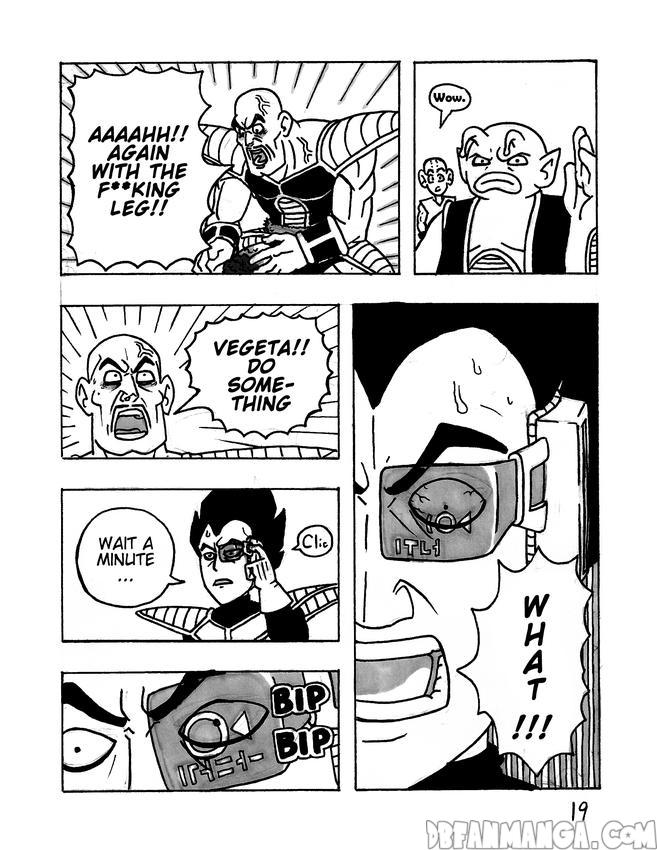 AAAAHH!!
AGAIN
WITH THE
F**KING
LEG!!
Wow.
VEGETA!!
DO
SOME-
THING
WAIT A
MINUTE
...
Clic
BIP
BIP
WHAT !!!
19
DBFANMANGA.COM